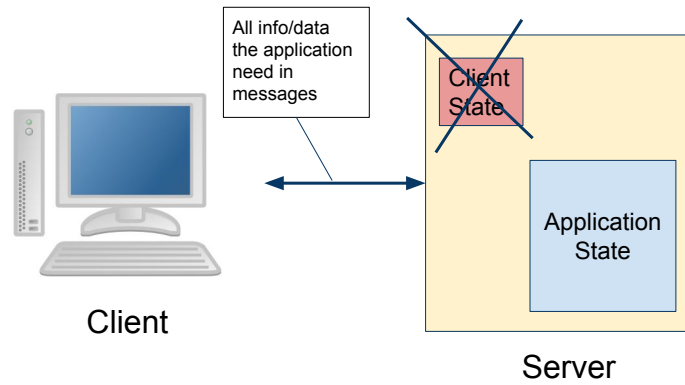 All info/data
the application
need in
messages
Client
State
Application
State
Client
Server